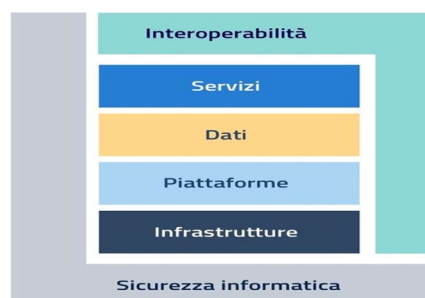 Interoperabilità
Servizi
Dati
Piattaforme
Infrastrutture
Sicurezza informatica